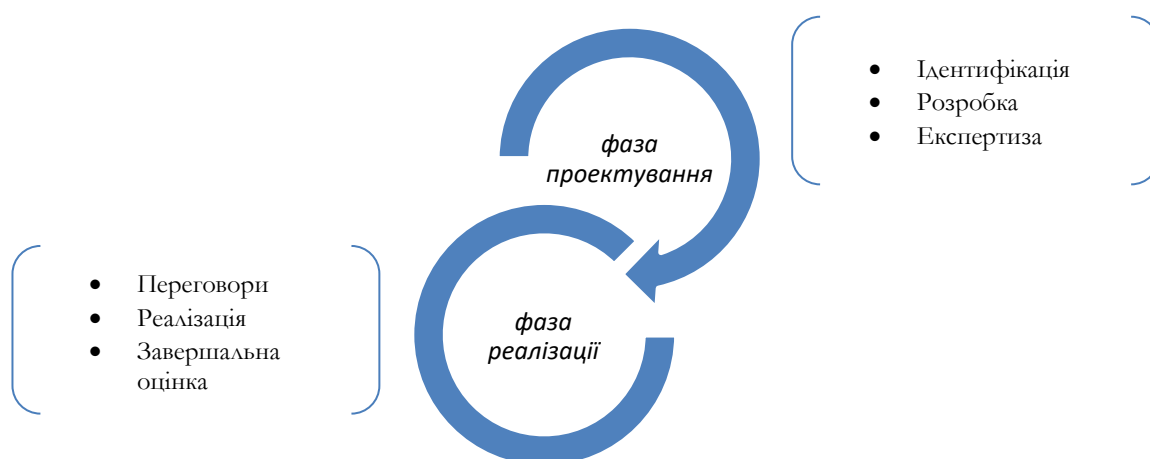 Ідентифікація
Розробка
Експертиза
фаза
проектування
Переговори
Реалізація
Завершальна
оцінка
фаза
реалізації